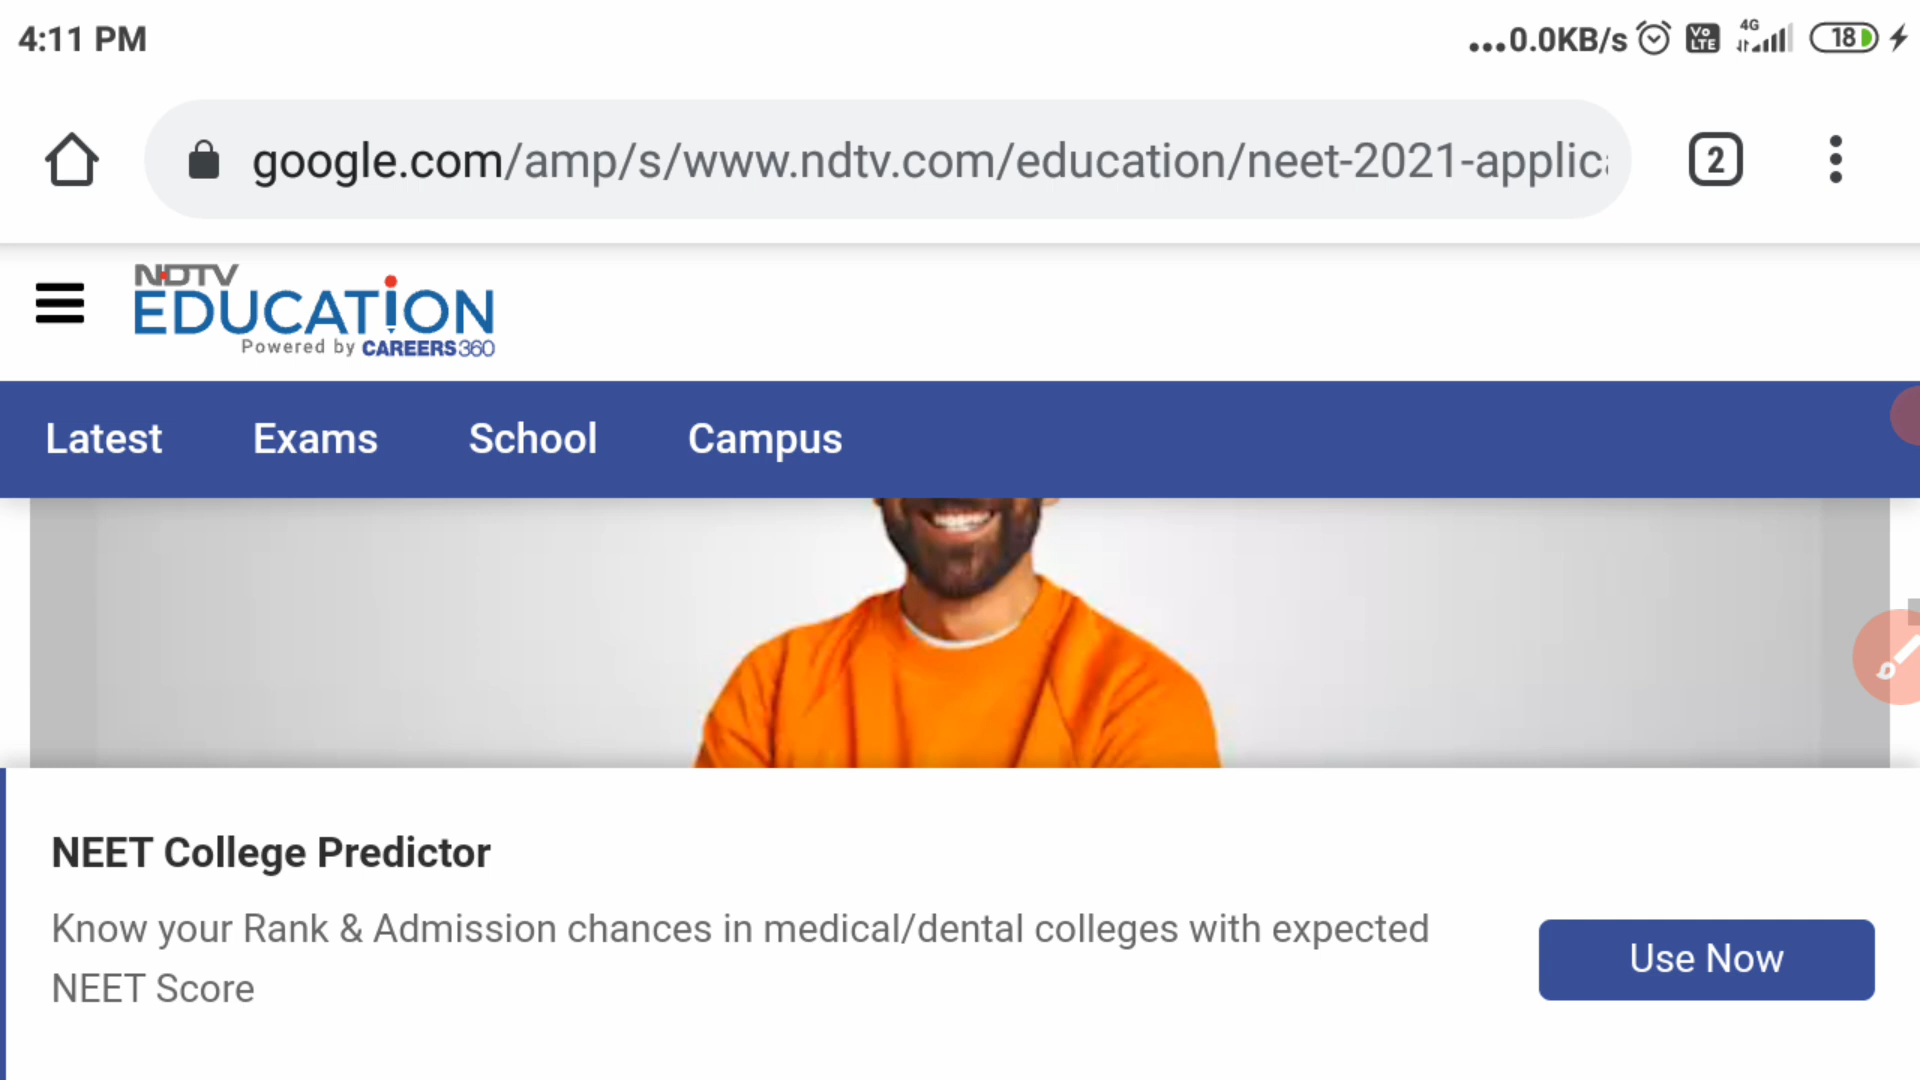 4:11 PM
...0.0KB/s Vo LTE 4G 18
google.com/amp/s/www.ndtv.com/education/neet-2021-applic
2
NDTV
EDUCATION
Powered by CAREERS360
Latest Exams School Campus
NEET College Predictor
Know your Rank & Admission chances in medical/dental colleges with expected
NEET Score
Use Now